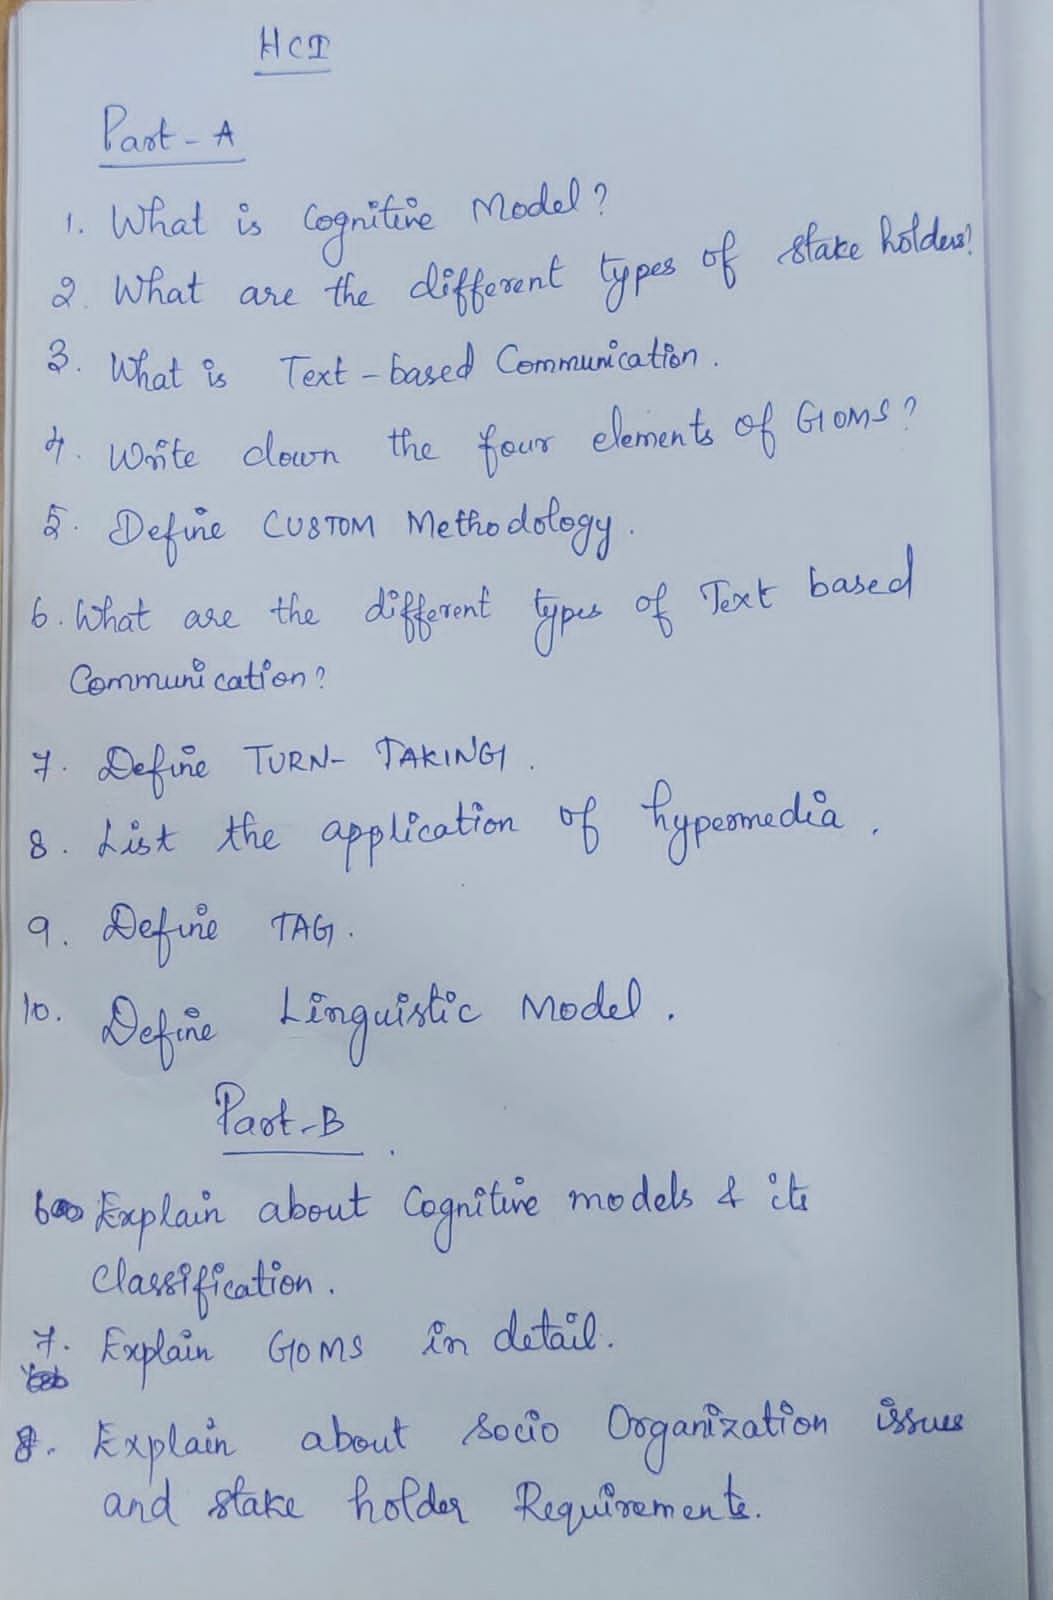 HCI
Part - A
1. What is Cognitive Model?
2. What are the different types of stake holders?
3. What is Text-based Communication.
4. Write down the four elements of GOMS?
5. Define CUSTOM Methodology.
6. What are the different types of Text based
Communication?
7. Define TURN- TAKING.
8. List the application of hypermedia.
9. Define TAG.
10. Define Linguistic Model.
Part-B
6 Explain about Cognitive models & its
Classification.
7. Explain GOMS in detail.
8. Explain about Socio Organization issues
and stake holder Requirements.